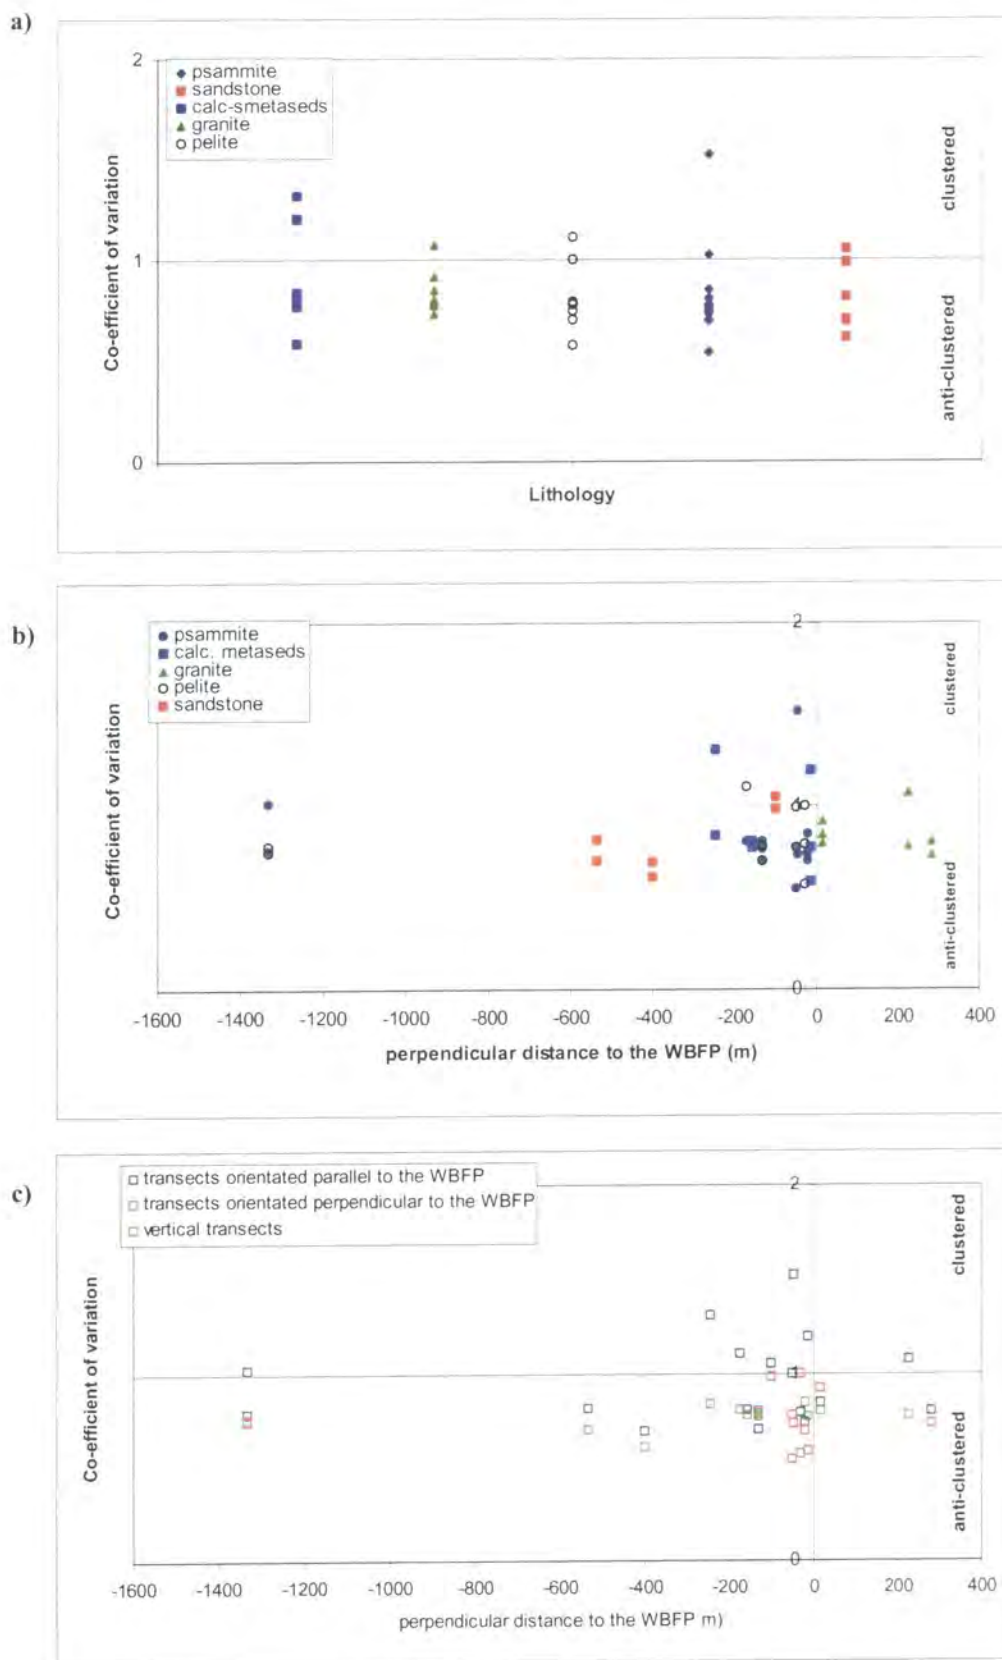 a)
2
psammite
sandstone
calc-smetaseds
granite
pelite
Co-efficient of variation
1
0
clustered
anti-clustered
Lithology
b)
psammite
calc. metaseds
granite
pelite
sandstone
Co-efficient of variation
2
1
0
clustered
anti-clustered
-1600 -1400 -1200 -1000 -800 -600 -400 -200 0 200 400
perpendicular distance to the WBFP (m)
c)
transects orientated parallel to the WBFP
transects orientated perpendicular to the WBFP
vertical transects
Co-efficient of variation
2
1
0
clustered
anti-clustered
-1600 -1400 -1200 -1000 -800 -600 -400 -200 0 200 400
perpendicular distance to the WBFP m)